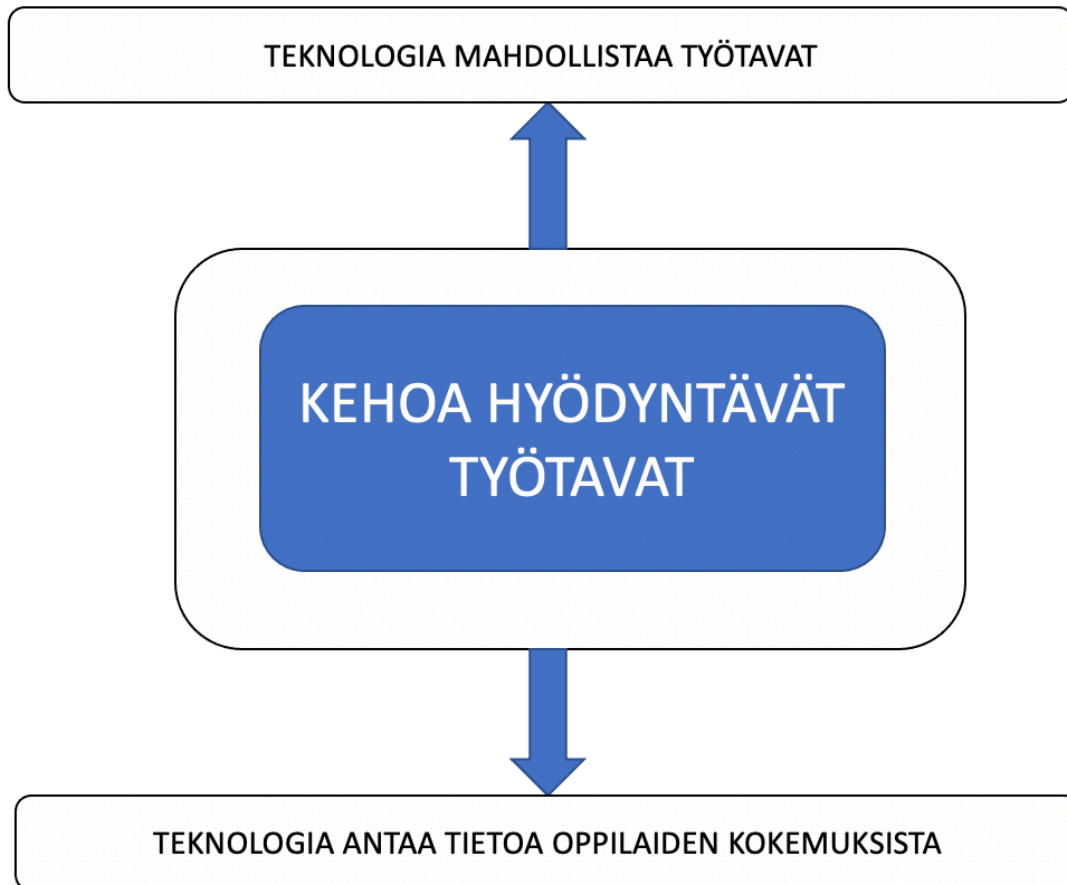 TEKNOLOGIA MAHDOLLISTAA TYÖTAVAT
KEHOA HYÖDYNTÄVÄT
TYÖTAVAT
TEKNOLOGIA ANTAA TIETOA OPPILAIDEN KOKEMUKSISTA